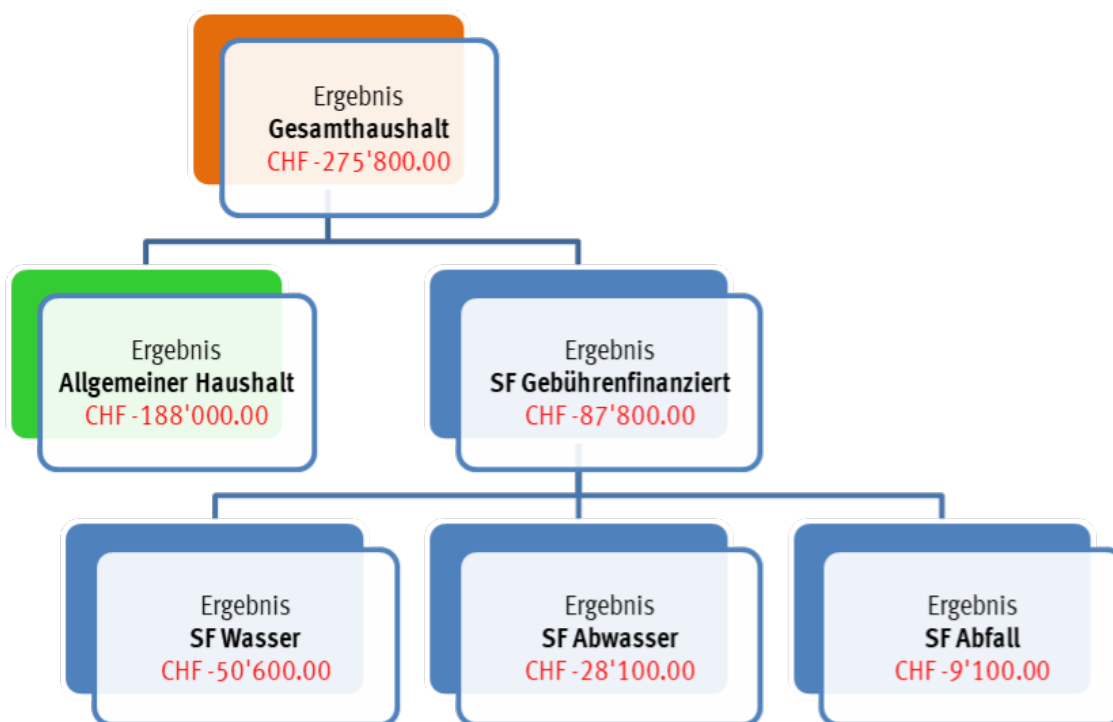 Ergebnis
Gesamthaushalt
CHF -275'800.00
Ergebnis
Allgemeiner Haushalt
CHF -188'000.00
Ergebnis
SF Gebührenfinanziert
CHF -87'800.00
Ergebnis
SF Wasser
CHF -50'600.00
Ergebnis
SF Abwasser
CHF -28'100.00
Ergebnis
SF Abfall
CHF -9'100.00